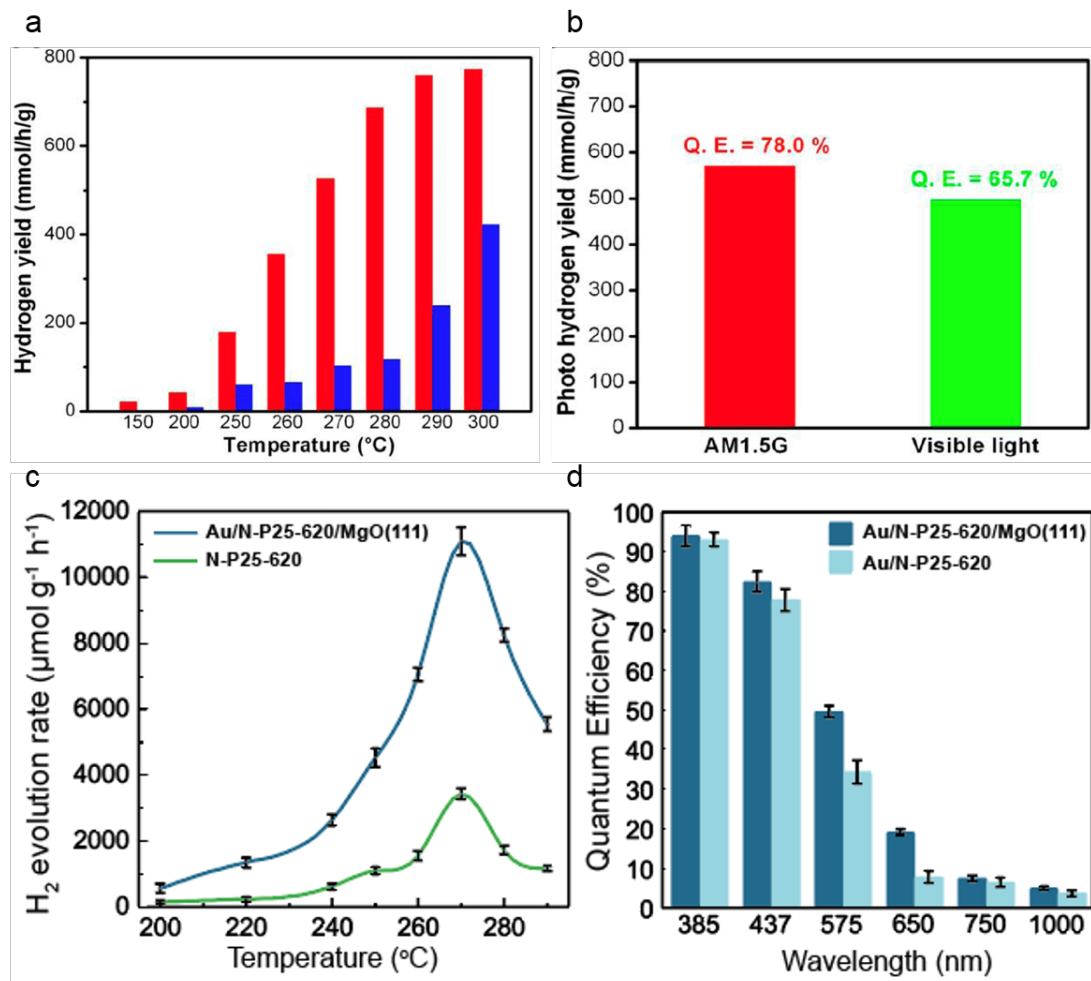 a
Hydrogen yield (mmol/h/g)
800
600
400
200
0
150 200 250 260 270 280 290 300
Temperature (°C)
b
Photo hydrogen yield (mmol/h/g)
800
700
600
500
400
300
200
100
0
Q. E. = 78.0 %
Q. E. = 65.7 %
AM1.5G Visible light
c
H₂ evolution rate (μmol g⁻¹ h⁻¹)
12000
10000
8000
6000
4000
2000
0
Au/N-P25-620/MgO(111)
N-P25-620
200 220 240 260 280
Temperature (ºC)
d
Quantum Efficiency (%)
100
90
80
70
60
50
40
30
20
10
0
Au/N-P25-620/MgO(111)
Au/N-P25-620
385 437 575 650 750 1000
Wavelength (nm)